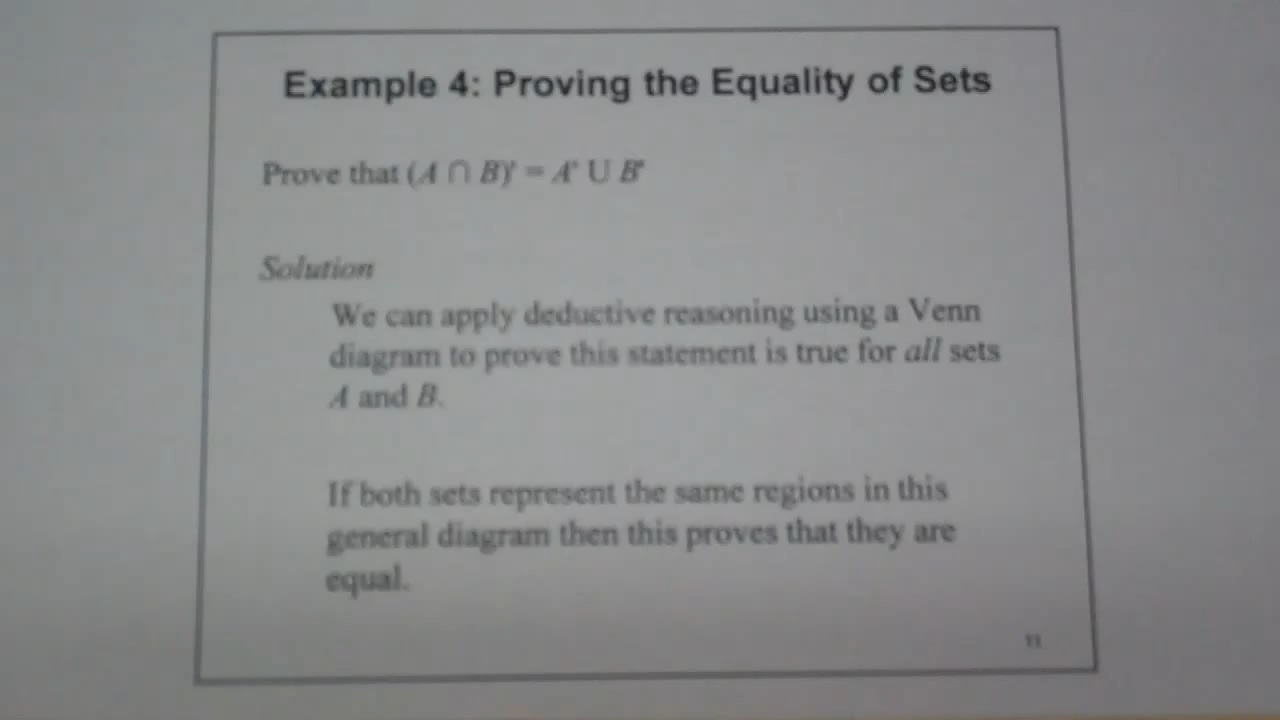 Example 4: Proving the Equality of Sets
Prove that (A ∩ B)' = A' ∪ B'
Solution
We can apply deductive reasoning using a Venn
diagram to prove this statement is true for all sets
A and B.
If both sets represent the same regions in this
general diagram then this proves that they are
equal.